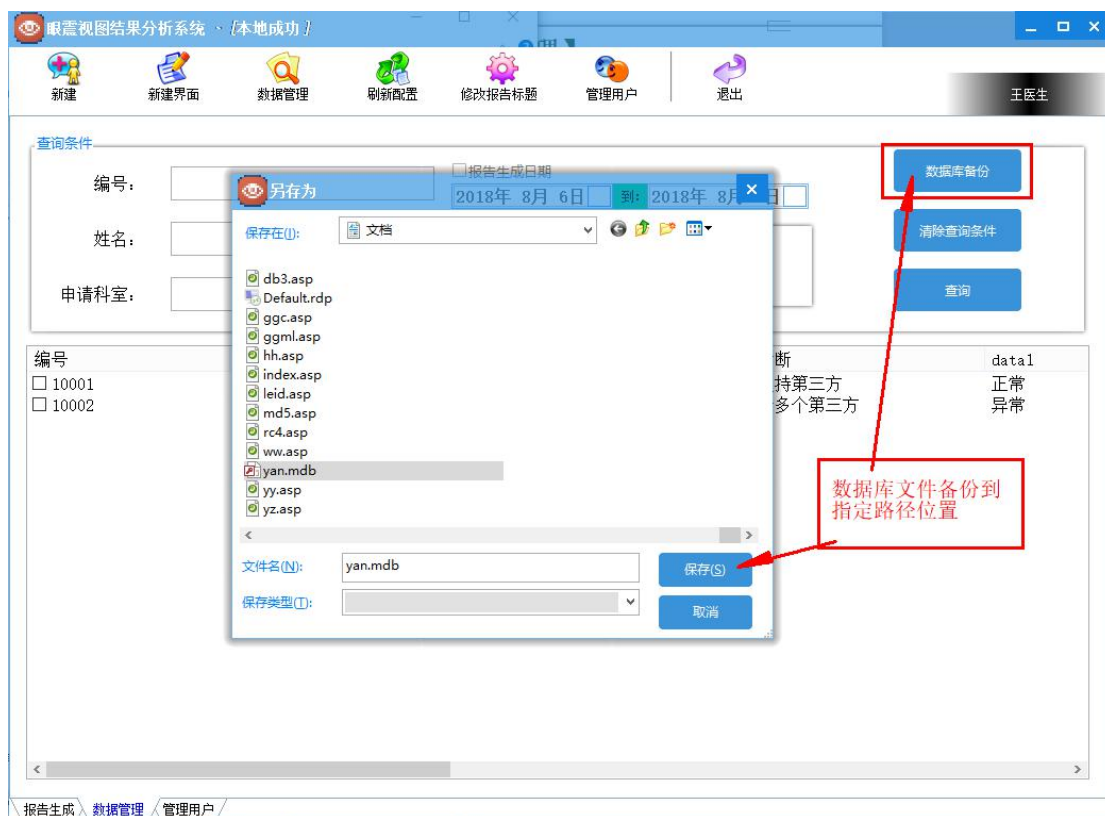 眼震视图结果分析系统 ~ [本地成功]
新建
新建界面
数据管理
刷新配置
修改报告标题
管理用户
退出
王医生
查询条件
编号:
报告生成日期
2018年 8月 6日
到:
2018年 8月
日
数据库备份
姓名:
清除查询条件
申请科室:
查询
另存为
保存在(I):
文档
db3.asp
Default.rdp
ggc.asp
ggml.asp
hh.asp
index.asp
leid.asp
md5.asp
rc4.asp
ww.asp
yan.mdb
yy.asp
yz.asp
文件名(N):
yan.mdb
保存(S)
保存类型(T):
取消
编号
断
data1
10001
持第三方
正常
10002
多个第三方
异常
数据库文件备份到
指定路径位置
报告生成
数据管理
管理用户